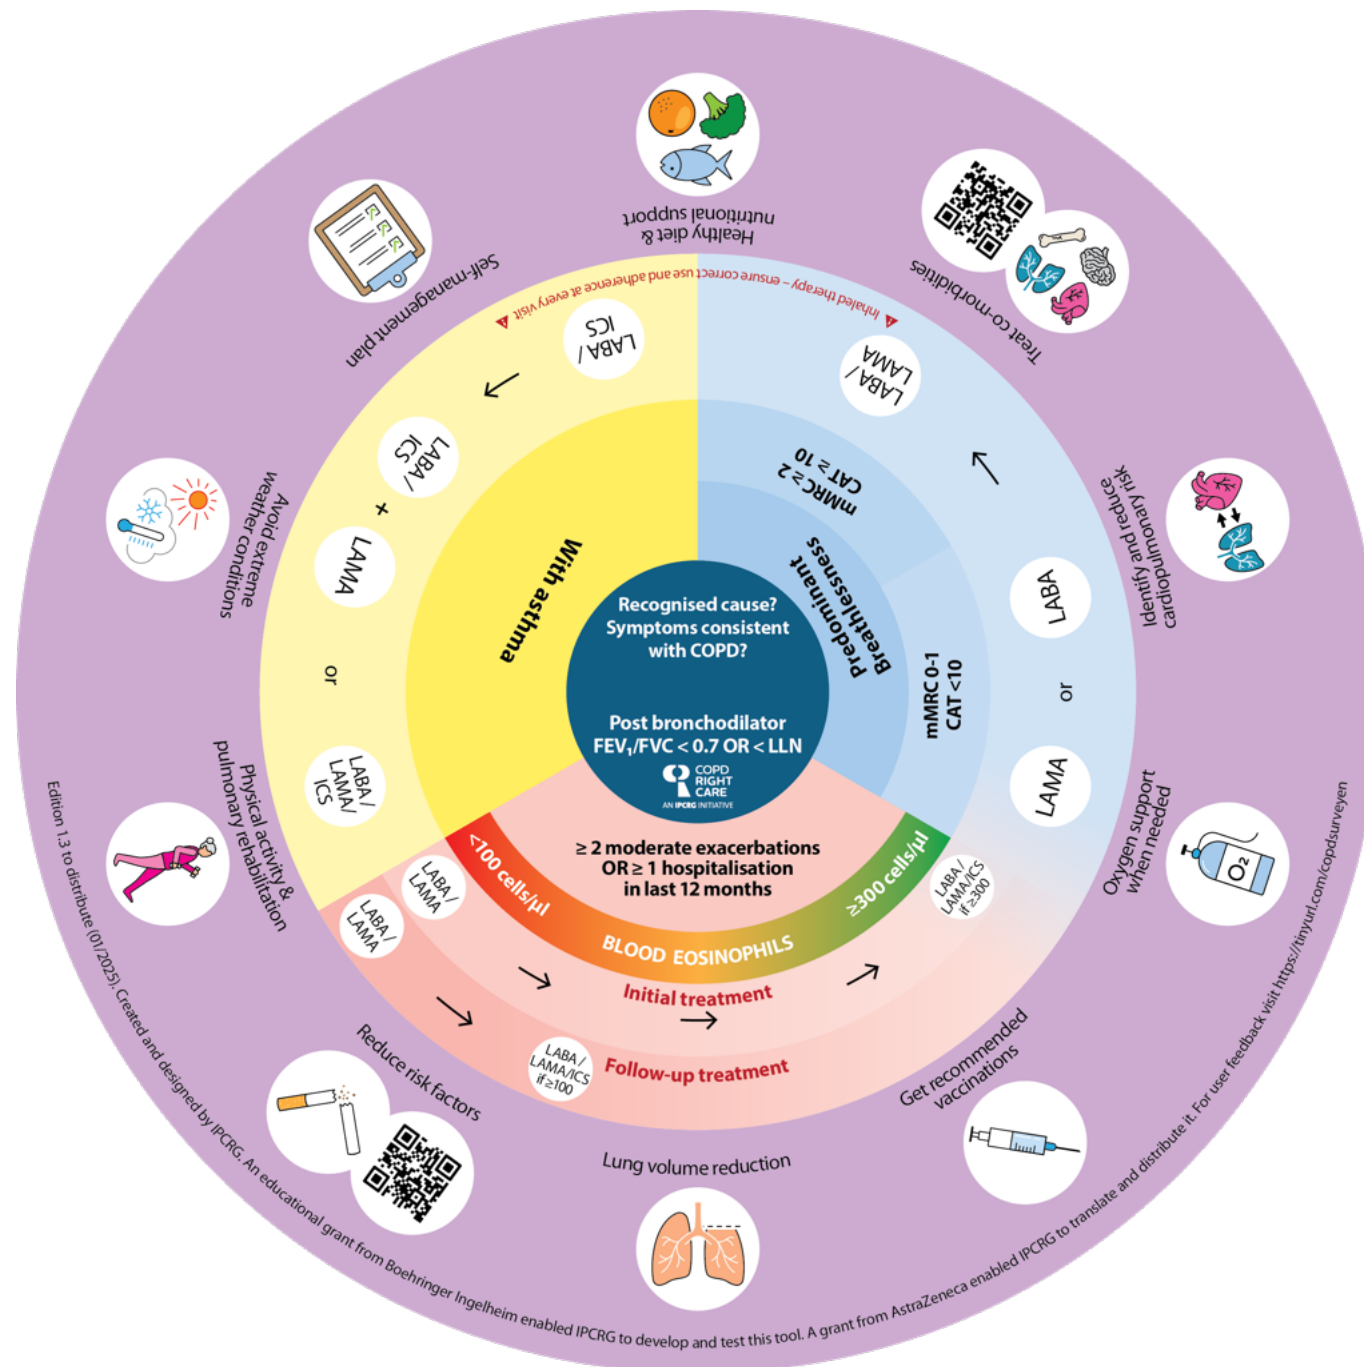 Healthy diet &
nutritional support
Treat co-morbidities
Identify and reduce
cardiopulmonary risk
Oxygen support
when needed
O₂
Get recommended
vaccinations
Lung volume reduction
Reduce risk factors
Physical activity &
pulmonary rehabilitation
Avoid extreme
weather conditions
Self-management plan
Inhaled therapy – ensure correct use and adherence at every visit
LABA /
ICS
LABA /
ICS
+
LAMA
or
LABA /
LAMA/
ICS
With asthma
LABA/
LAMA
mMRC ≥ 2
CAT ≥ 10
Predominant
Breathlessness
mMRC 0-1
CAT <10
LABA
or
LAMA
Recognised cause?
Symptoms consistent
with COPD?
Post bronchodilator
FEV₁/FVC < 0.7 OR < LLN
COPD
RIGHT
CARE
AN IPCRG INITIATIVE
≥ 2 moderate exacerbations
OR ≥ 1 hospitalisation
in last 12 months
<100 cells/µl
BLOOD EOSINOPHILS
≥300 cells/µl
LABA/
LAMA
Initial treatment
LABA/
LAMA/ICS
if ≥300
LABA /
LAMA
LABA /
LAMA/ICS
if ≥100
Follow-up treatment
Edition 1.3 to distribute (01/2025). Created and designed by IPCRG. An educational grant from Boehringer Ingelheim enabled IPCRG to develop and test this tool. A grant from AstraZeneca enabled IPCRG to translate and distribute it. For user feedback visit https://tinyurl.com/copdsurveyen